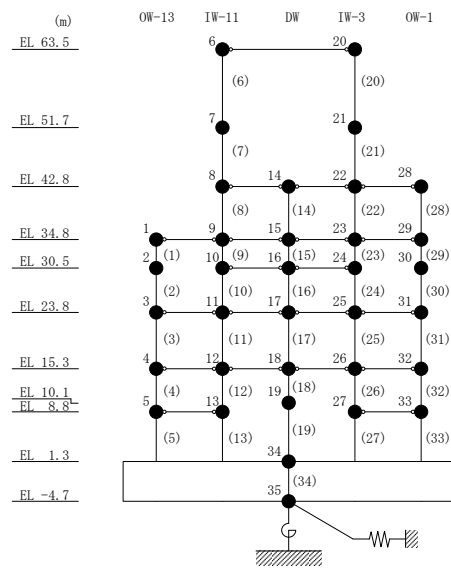 (m) OW-13 IW-11 DW IW-3 OW-1
EL 63.5 6 20
(6) (20)
EL 51.7 7 21
(7) (21)
EL 42.8 8 14 22 28
(8) (14) (22) (28)
EL 34.8 1 9 15 23 29
(1) (9) (15) (23) (29)
EL 30.5 2 10 16 24 30
(2) (10) (16) (24) (30)
EL 23.8 3 11 17 25 31
(3) (11) (17) (25) (31)
EL 15.3 4 12 18 26 32
(4) (12) (18) (26) (32)
EL 10.1 19
EL 8.8 5 13 27 33
(5) (13) (19) (27) (33)
EL 1.3 34
(34)
EL -4.7 35